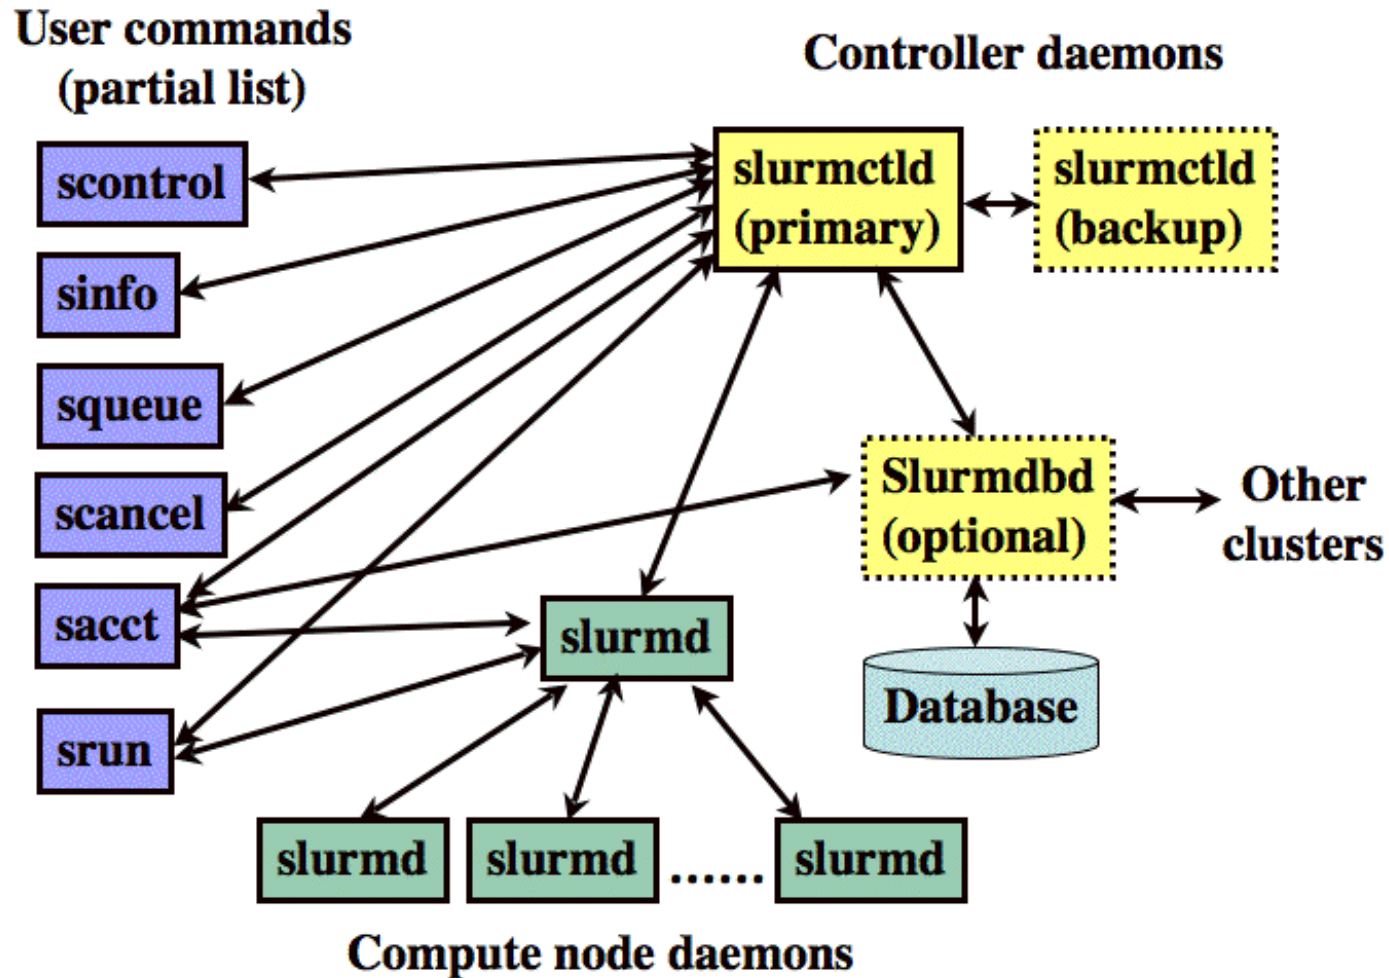 User commands
(partial list)
Controller daemons
scontrol
slurmctld
(primary)
slurmctld
(backup)
sinfo
squeue
scancel
Slurmdbd
(optional)
Other
clusters
sacct
slurmd
srun
Database
slurmd
slurmd
......
slurmd
Compute node daemons